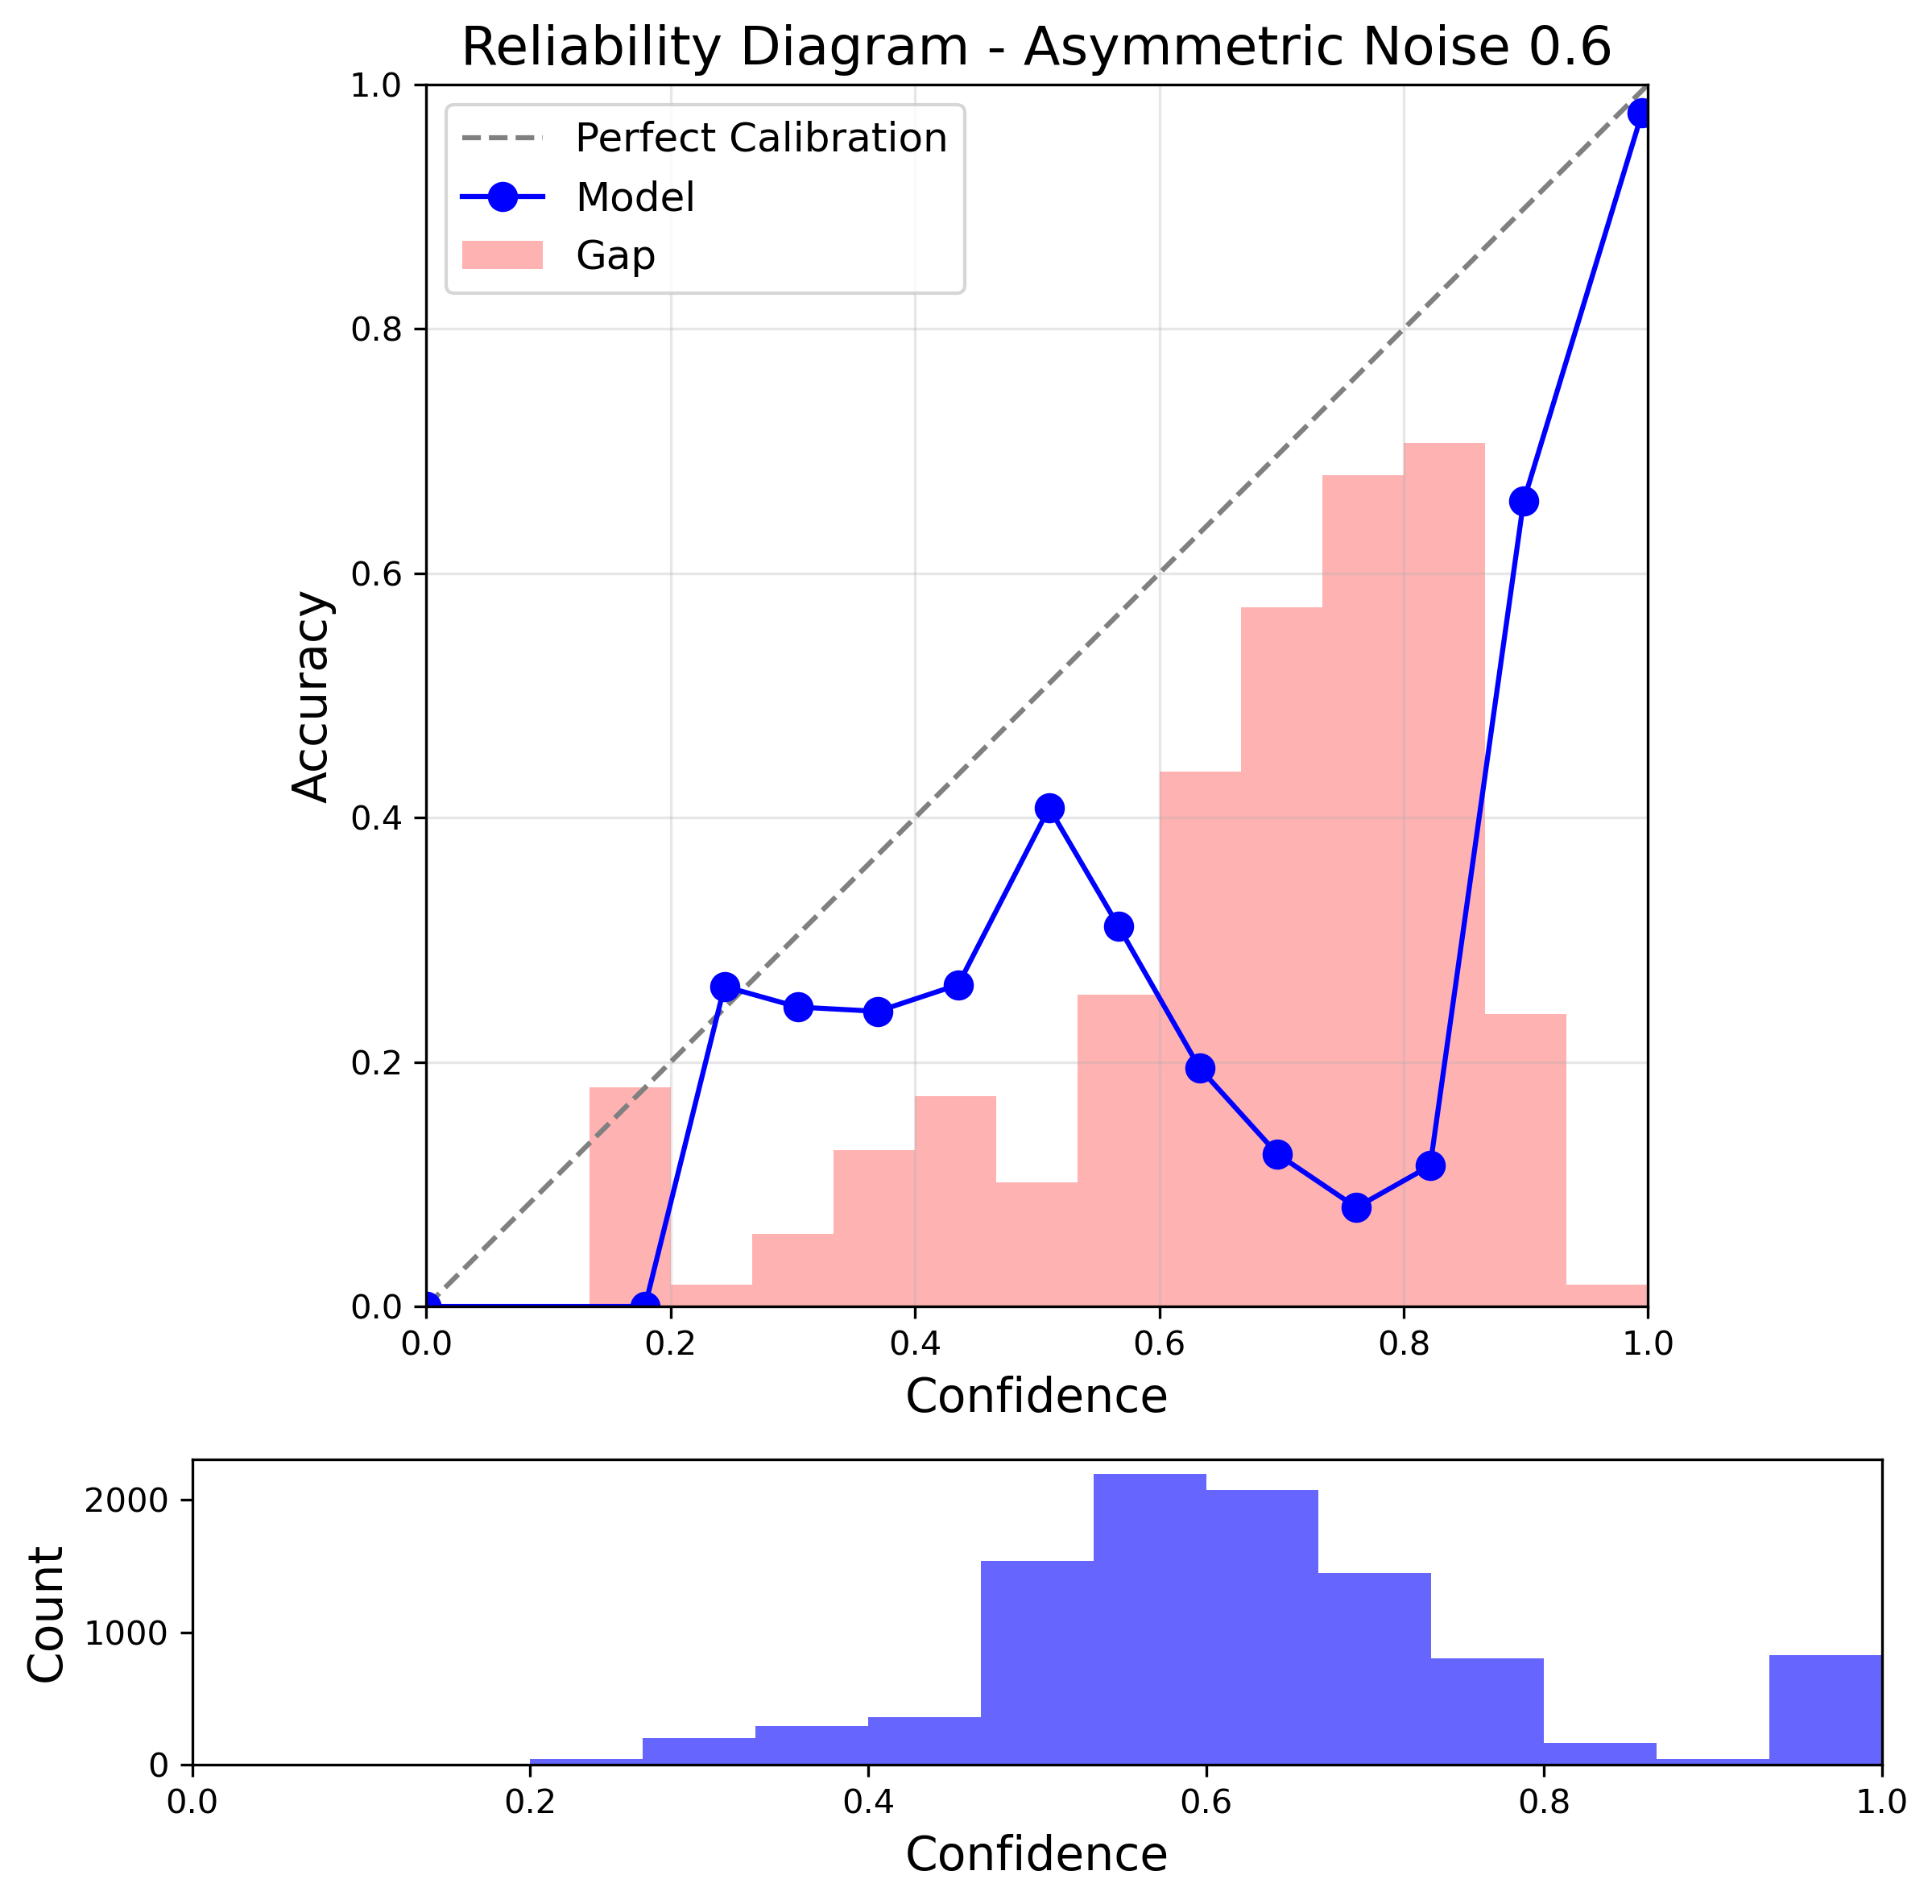 Reliability Diagram - Asymmetric Noise 0.6
1.0
0.8
0.6
0.4
0.2
0.0
Accuracy
Perfect Calibration
Model
Gap
0.0 0.2 0.4 0.6 0.8 1.0
Confidence
2000
1000
0
Count
0.0 0.2 0.4 0.6 0.8 1.0
Confidence